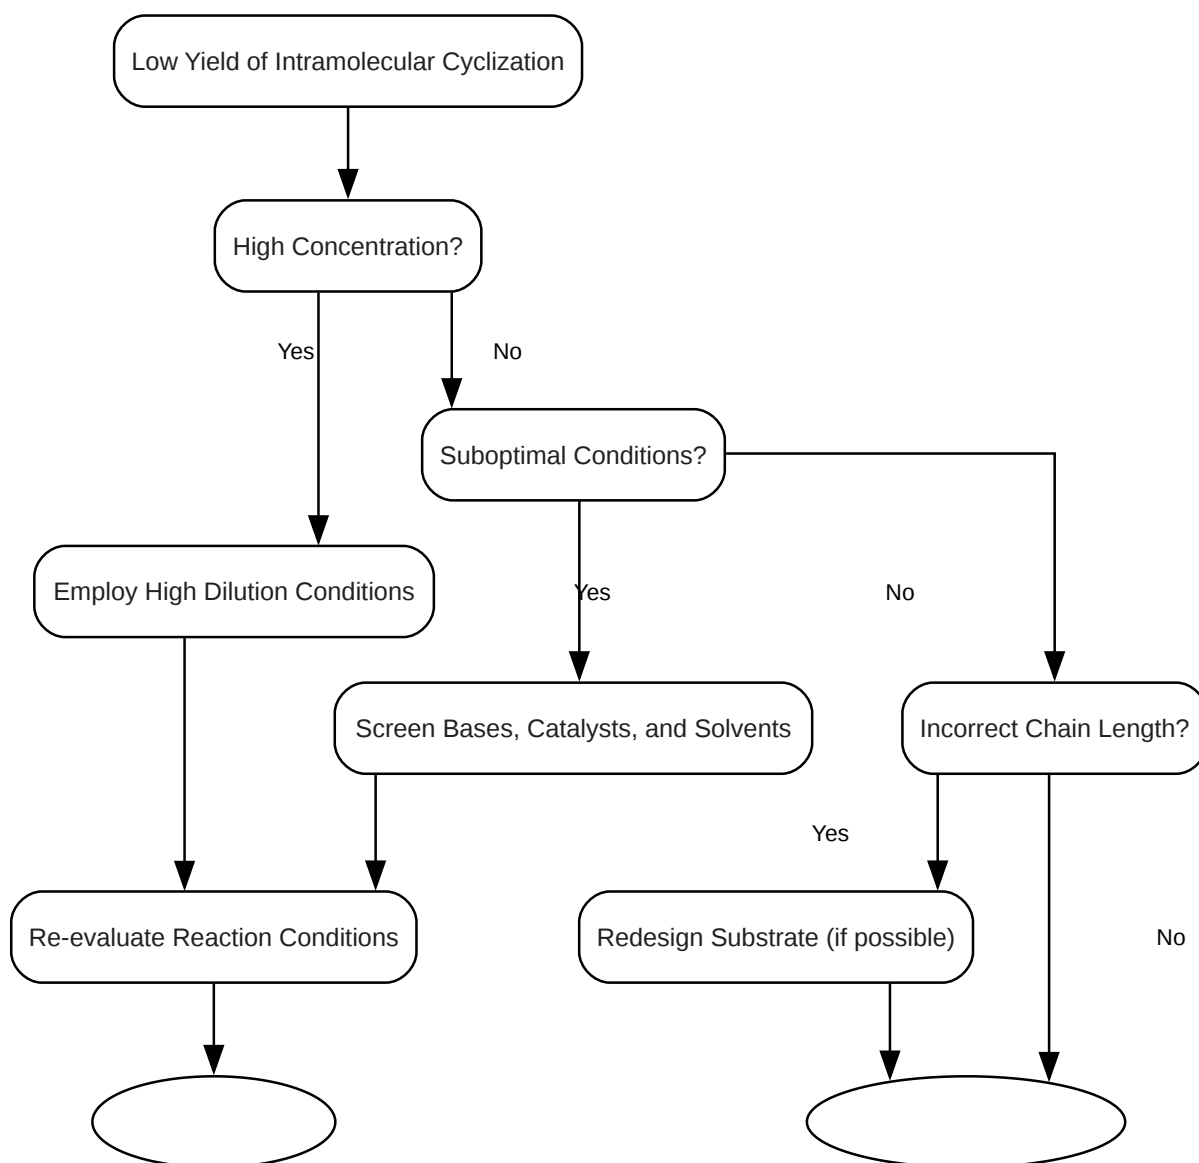 Low Yield of Intramolecular Cyclization
High Concentration?
Yes
No
Suboptimal Conditions?
Employ High Dilution Conditions
Yes
No
Screen Bases, Catalysts, and Solvents
Incorrect Chain Length?
Yes
Re-evaluate Reaction Conditions
Redesign Substrate (if possible)
No